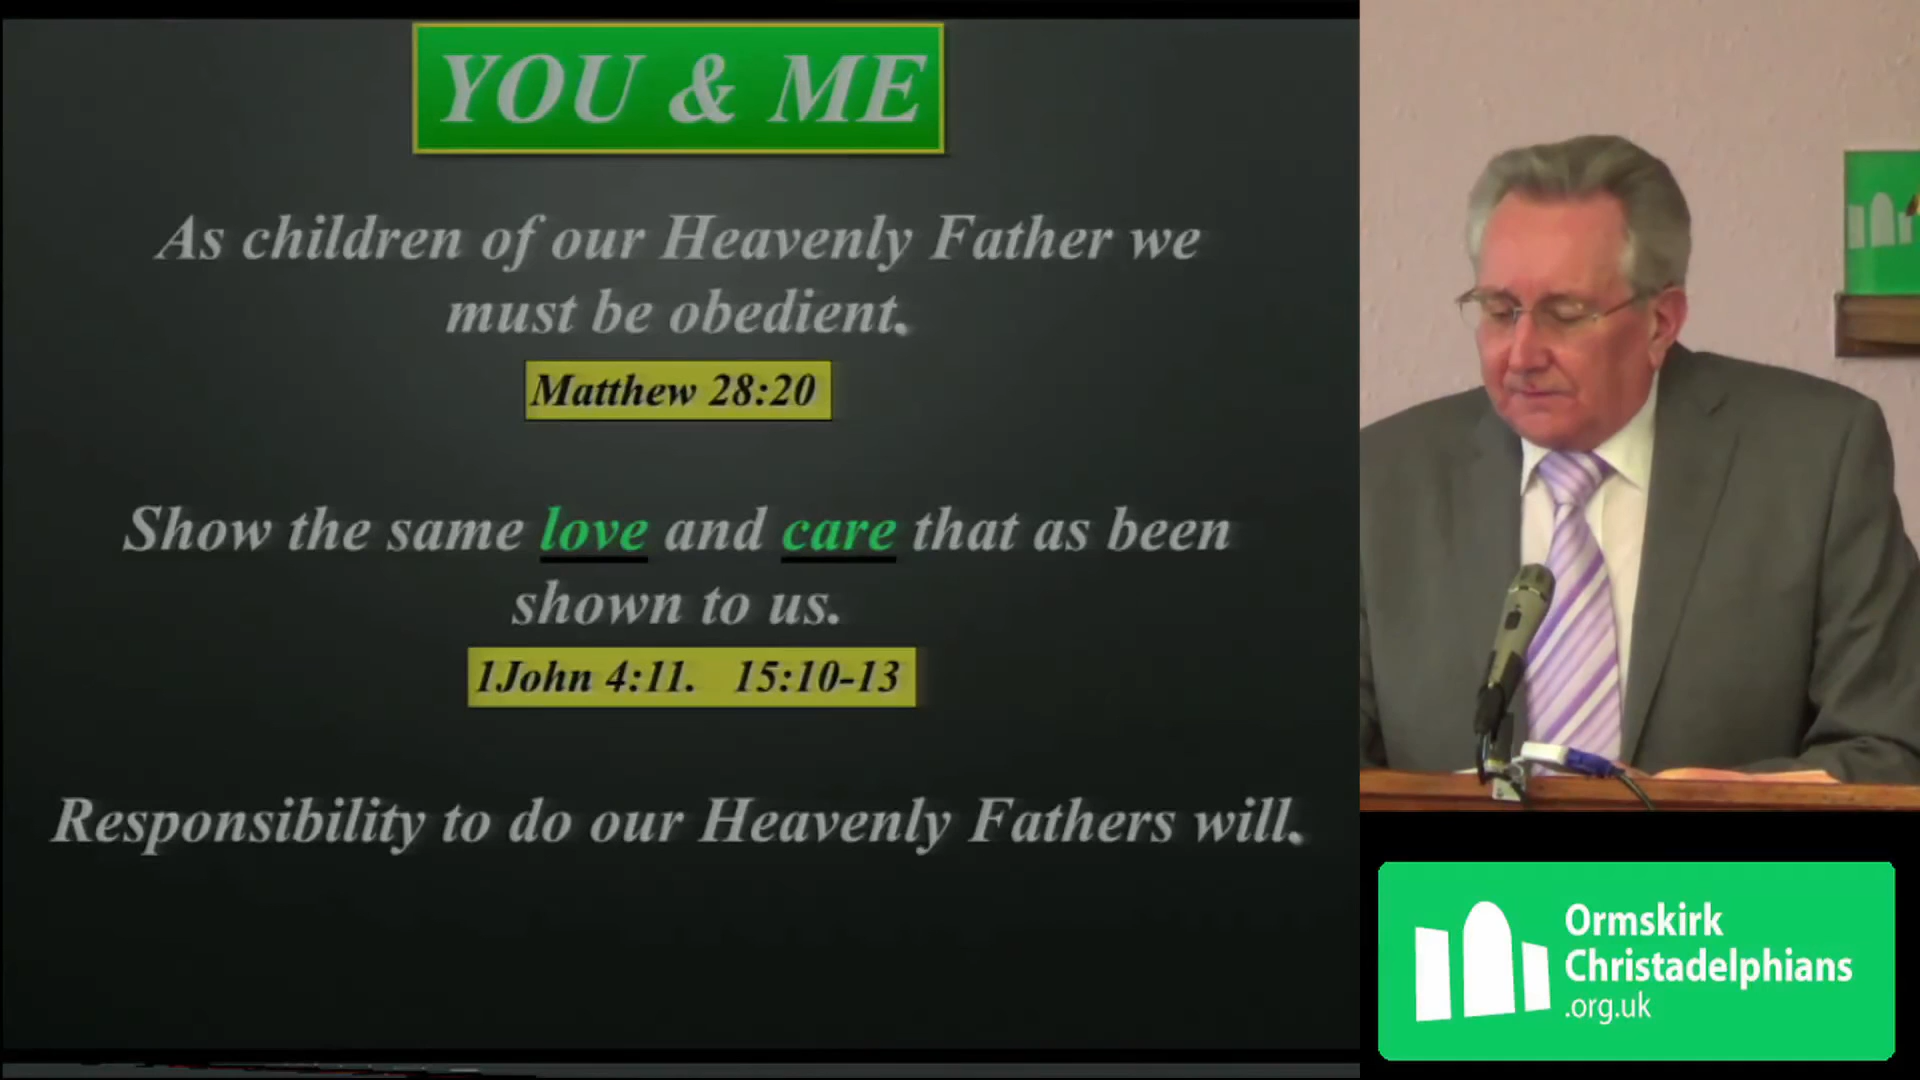 YOU & ME
As children of our Heavenly Father we
must be obedient.
Matthew 28:20
Show the same love and care that as been
shown to us.
1John 4:11. 15:10-13
Responsibility to do our Heavenly Fathers will.
Ormskirk
Christadelphians
.org.uk